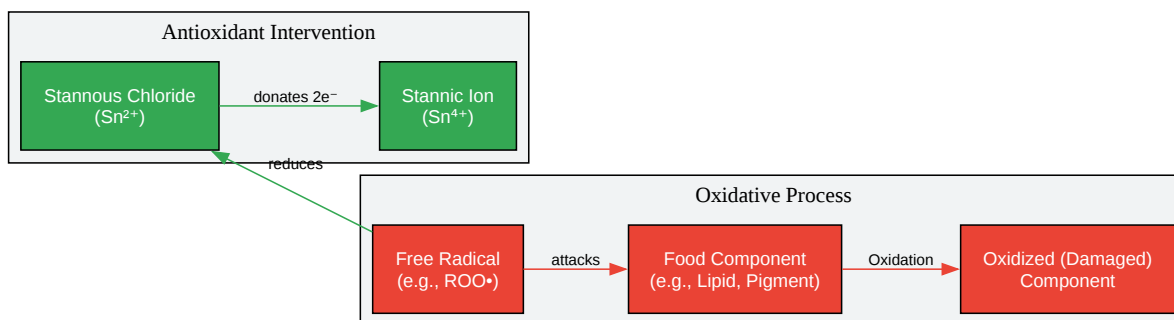 Antioxidant Intervention
Stannous Chloride
(Sn²⁺)
donates 2e⁻
Stannic Ion
(Sn⁴⁺)
reduces
Oxidative Process
Free Radical
(e.g., ROO•)
attacks
Food Component
(e.g., Lipid, Pigment)
Oxidation
Oxidized (Damaged)
Component